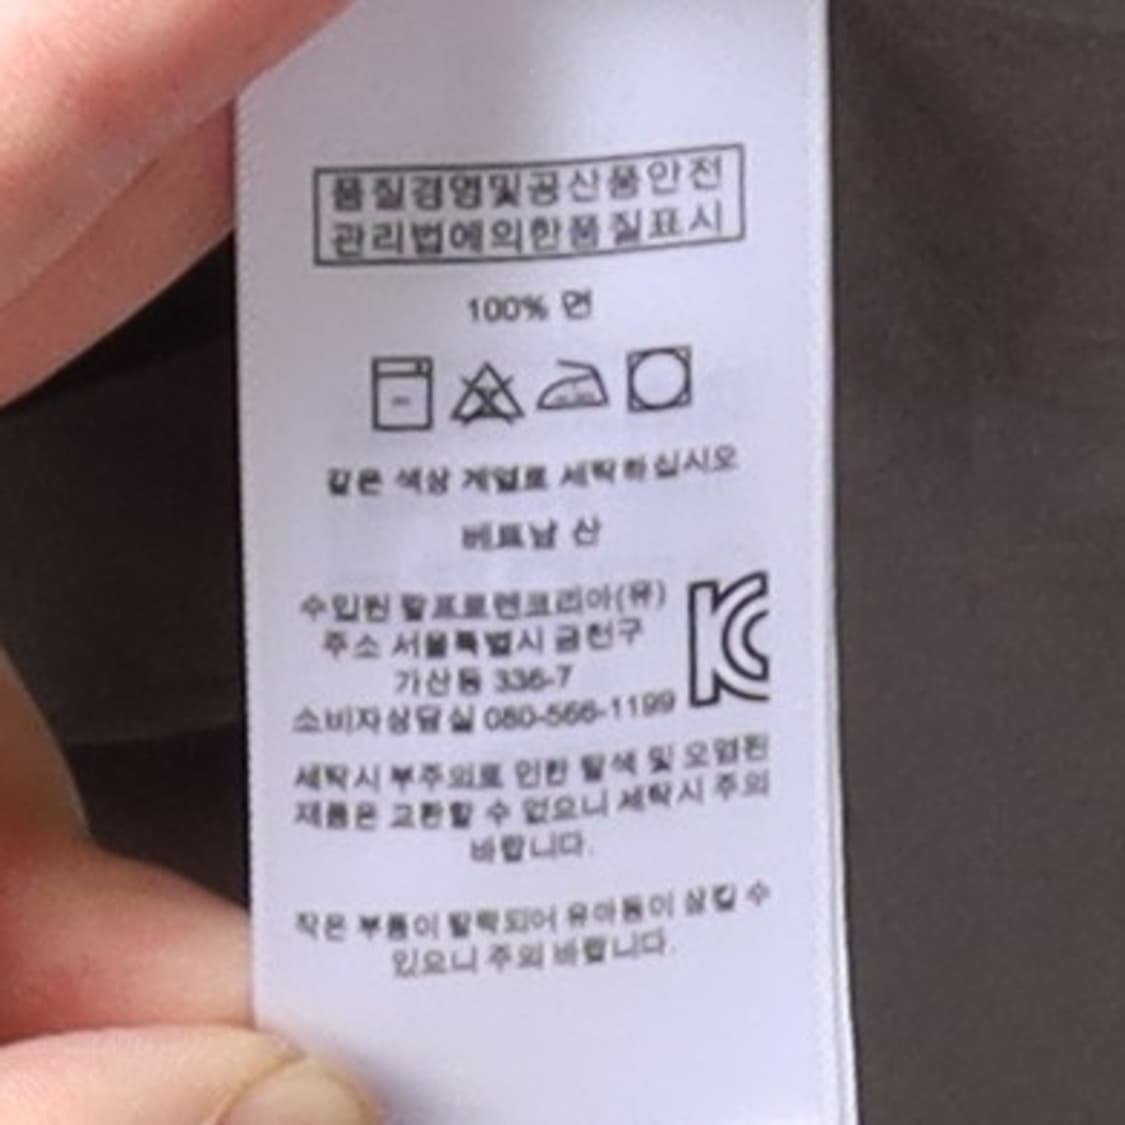 품질경영및공산품안전
관리법에의한품질표시
100% 면
같은 색상 계열로 세탁하십시오
베트남 산
수입원 랄프로렌코리아(유)
주소 서울특별시 금천구
가산동 336-7
소비자상담실 080-566-1199
KC
세탁시 부주의로 인한 탈색 및 오염된
제품은 교환할 수 없으니 세탁시 주의
바랍니다.
작은 부품이 탈락되어 유아동이 삼킬 수
있으니 주의 바랍니다.